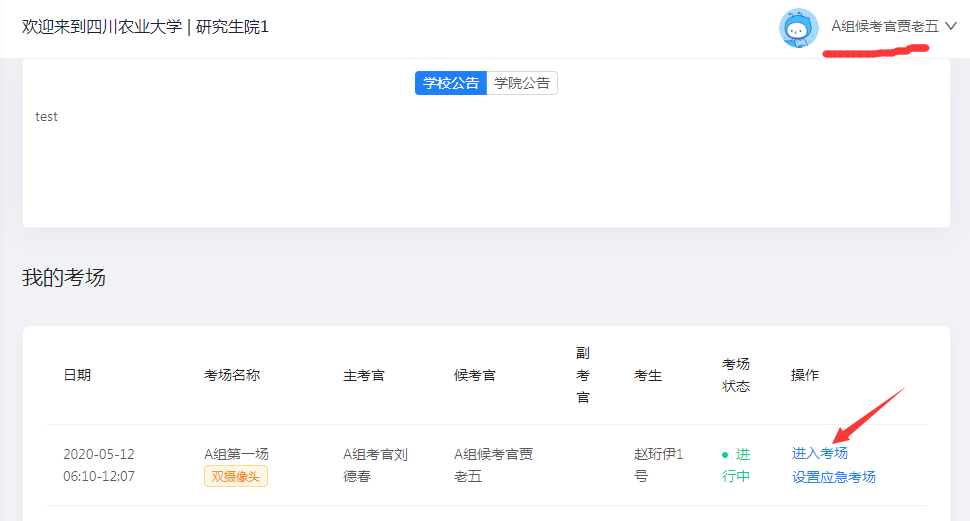 欢迎来到四川农业大学 | 研究生院1
A组候考官贾老五
学校公告 学院公告
test
我的考场
日期 考场名称 主考官 候考官 副考官 考生 考场状态 操作
2020-05-12 06:10-12:07
A组第一场
双摄像头
A组考官刘德春
A组候考官贾老五
赵珩伊1号
进行中
进入考场
设置应急考场